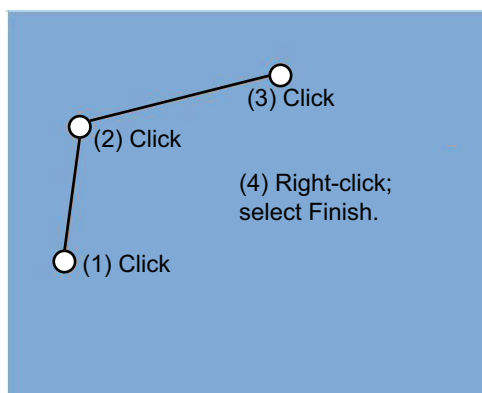 (3) Click
(2) Click
(4) Right-click;
select Finish.
(1) Click